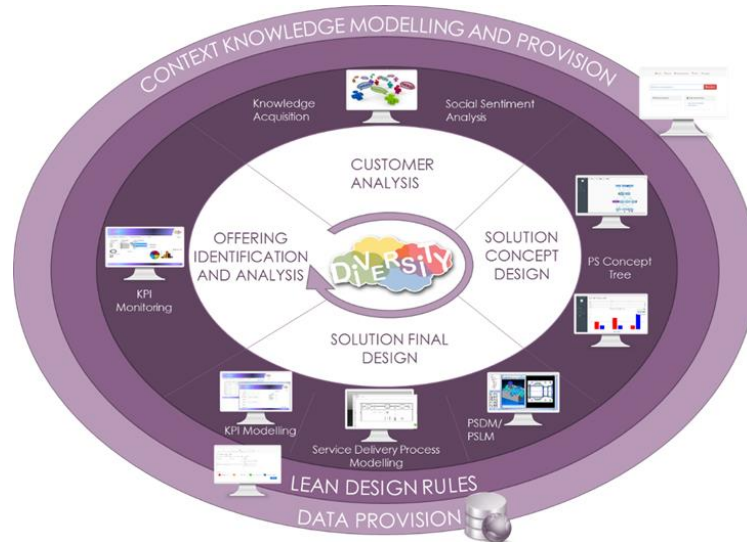 CONTEXT KNOWLEDGE MODELLING AND PROVISION
Knowledge
Acquisition
Social Sentiment
Analysis
CUSTOMER
ANALYSIS
OFFERING
IDENTIFICATION
AND ANALYSIS
DiVERSiTY
SOLUTION
CONCEPT
DESIGN
PS Concept
Tree
KPI
Monitoring
SOLUTION FINAL
DESIGN
KPI Modelling
Service Delivery Process
Modelling
PSDM/
PSLM
LEAN DESIGN RULES
DATA PROVISION